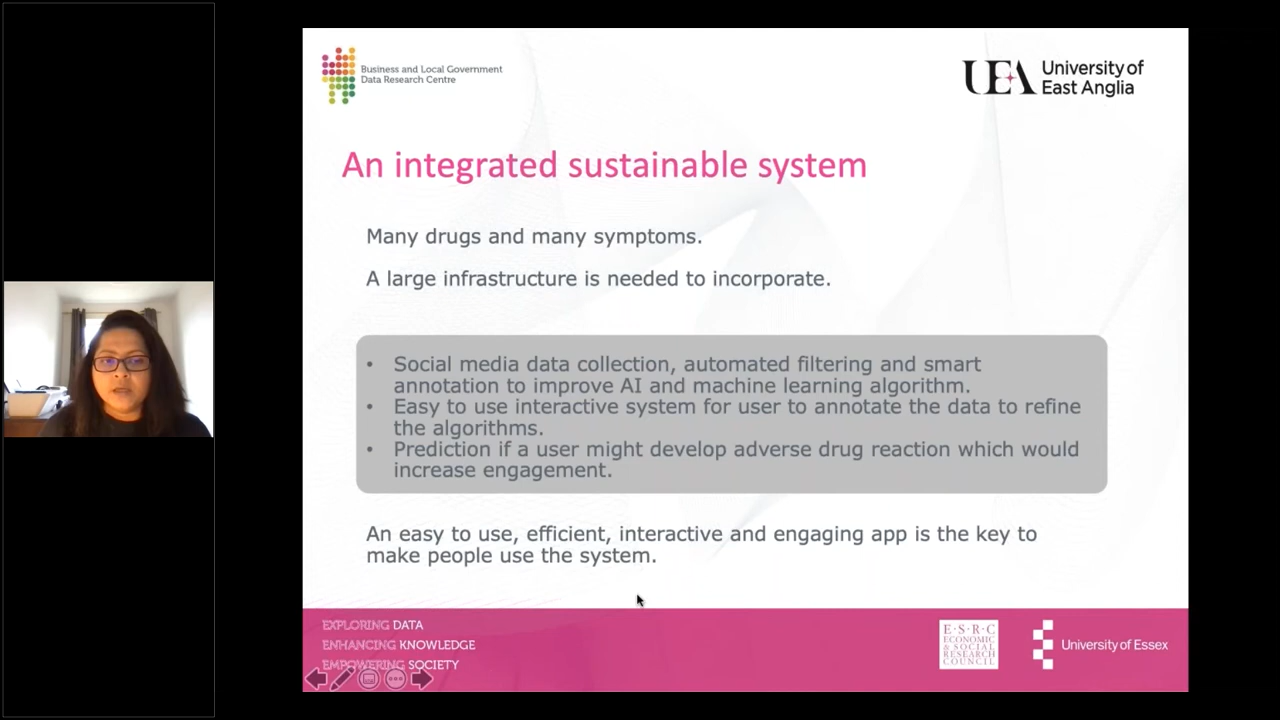 Business and Local Government
Data Research Centre
UEA University of
East Anglia
An integrated sustainable system
Many drugs and many symptoms.
A large infrastructure is needed to incorporate.
• Social media data collection, automated filtering and smart
annotation to improve AI and machine learning algorithm.
• Easy to use interactive system for user to annotate the data to refine
the algorithms.
• Prediction if a user might develop adverse drug reaction which would
increase engagement.
An easy to use, efficient, interactive and engaging app is the key to
make people use the system.
EXPLORING DATA
ENHANCING KNOWLEDGE
EMPOWERING SOCIETY
E·S·R·C
ECONOMIC
& SOCIAL
RESEARCH
COUNCIL
University of Essex